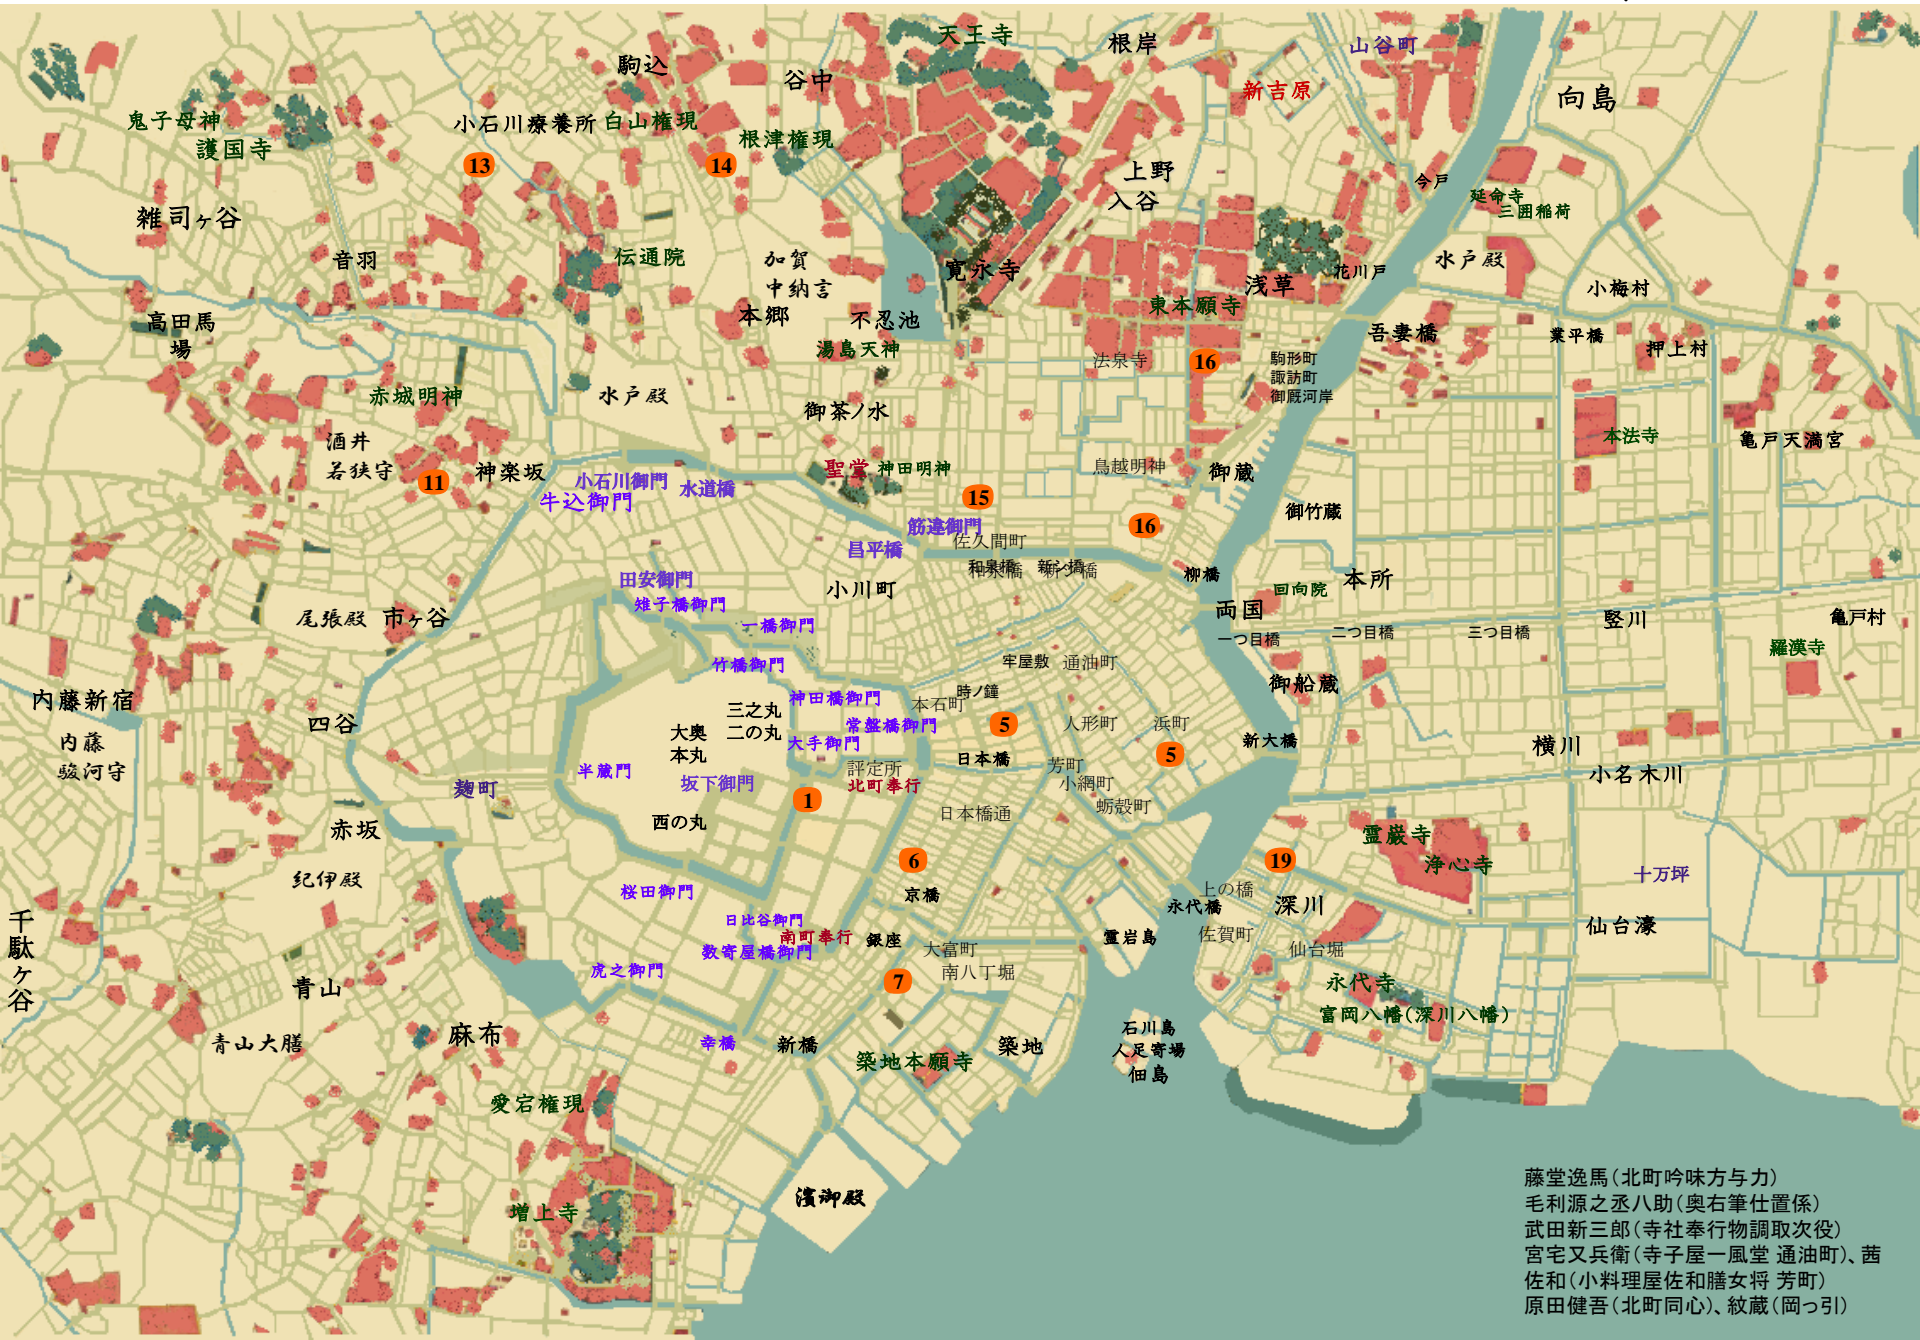 天王寺
根岸
山谷町
駒込
谷中
新吉原
向島
鬼子母神
小石川療養所
白山権現
根津権現
護国寺
13
14
上野
入谷
今戸
延命寺
三囲稲荷
雑司ヶ谷
音羽
伝通院
加賀
中納言
寛永寺
浅草
花川戸
水戸殿
小梅村
高田馬
場
本郷
不忍池
東本願寺
吾妻橋
業平橋
押上村
湯島天神
法泉寺
16
駒形町
諏訪町
御厩河岸
赤城明神
水戸殿
御茶ノ水
本法寺
亀戸天満宮
酒井
若狭守
11
神楽坂
小石川御門
水道橋
聖堂
神田明神
鳥越明神
御蔵
牛込御門
15
16
御竹蔵
筋違御門
昌平橋
佐久間町
和泉橋
和泉橋
新シ橋
新シ橋
柳橋
田安御門
小川町
回向院
本所
雉子橋御門
両国
尾張殿
市ヶ谷
一橋御門
一つ目橋
二つ目橋
三つ目橋
竪川
亀戸村
羅漢寺
竹橋御門
牢屋敷
通油町
御船蔵
内藤新宿
神田橋御門
本石町
時ノ鐘
四谷
三之丸
二の丸
大奥
本丸
常盤橋御門
5
人形町
浜町
大手御門
新大橋
横川
内藤
駿河守
半蔵門
坂下御門
評定所
北町奉行
日本橋
芳町
5
小網町
小名木川
麹町
1
日本橋通
蛎殻町
赤坂
西の丸
霊巌寺
浄心寺
6
19
紀伊殿
桜田御門
京橋
上の橋
永代橋
深川
十万坪
千駄ヶ谷
日比谷御門
南町奉行
銀座
大富町
霊岩島
佐賀町
仙台堀
仙台濠
数寄屋橋御門
虎之御門
7
南八丁堀
青山
永代寺
富岡八幡(深川八幡)
青山大膳
麻布
幸橋
新橋
築地本願寺
築地
石川島
人足寄場
佃島
愛宕権現
増上寺
濱御殿
藤堂逸馬(北町吟味方与力)
毛利源之丞八助(奥右筆仕置係)
武田新三郎(寺社奉行物調取次役)
宮宅又兵衛(寺子屋一風堂 通油町)、茜
佐和(小料理屋佐和膳女将 芳町)
原田健吾(北町同心)、紋蔵(岡っ引)